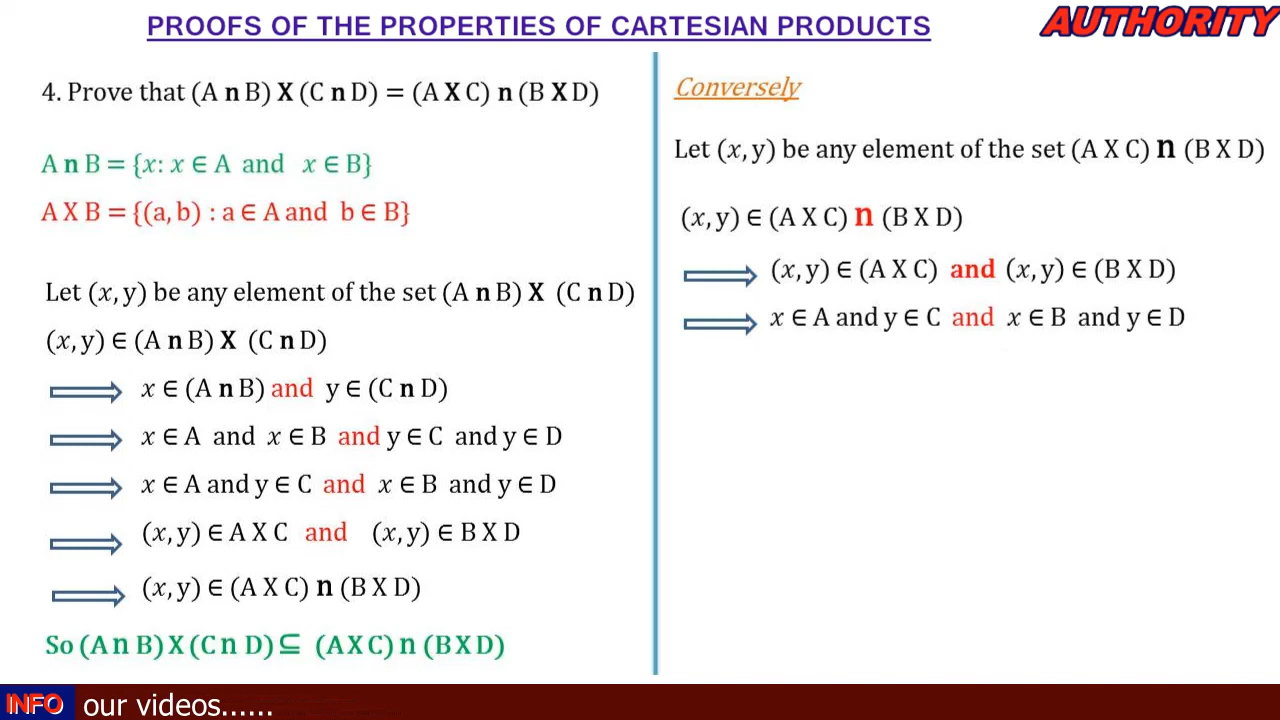 PROOFS OF THE PROPERTIES OF CARTESIAN PRODUCTS
AUTHORITY
4. Prove that (A n B) X (C n D) = (A X C) n (B X D)
A n B = {x: x ∈ A and x ∈ B}
A X B = {(a, b) : a ∈ A and b ∈ B}
Let (x, y) be any element of the set (A n B) X (C n D)
(x, y) ∈ (A n B) X (C n D)
x ∈ (A n B) and y ∈ (C n D)
x ∈ A and x ∈ B and y ∈ C and y ∈ D
x ∈ A and y ∈ C and x ∈ B and y ∈ D
(x, y) ∈ A X C and (x, y) ∈ B X D
(x, y) ∈ (A X C) n (B X D)
So (A n B) X (C n D) ⊆ (A X C) n (B X D)
Conversely
Let (x, y) be any element of the set (A X C) n (B X D)
(x, y) ∈ (A X C) n (B X D)
(x, y) ∈ (A X C) and (x, y) ∈ (B X D)
x ∈ A and y ∈ C and x ∈ B and y ∈ D
INFO our videos......